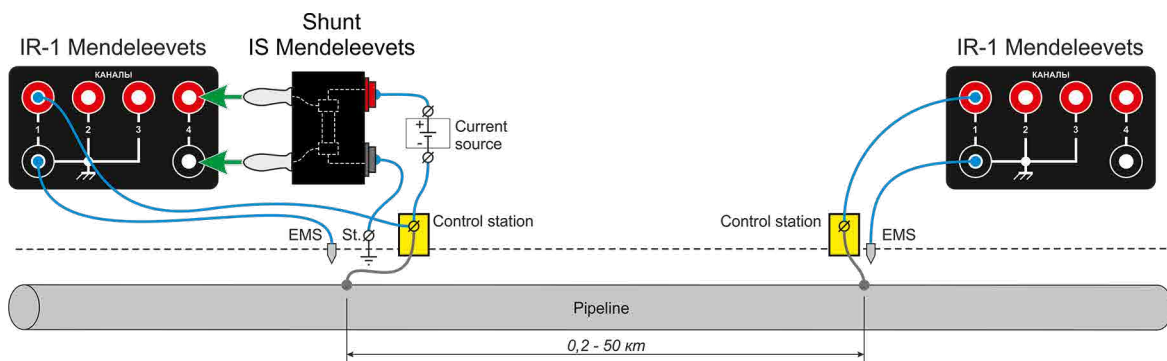 Shunt
IR-1 Mendeleevets
IS Mendeleevets
IR-1 Mendeleevets
КАНАЛЫ
1 2 3 4
+
-
Current
source
КАНАЛЫ
1 2 3 4
EMS
St.
Control station
Control station
EMS
Pipeline
0,2 - 50 км